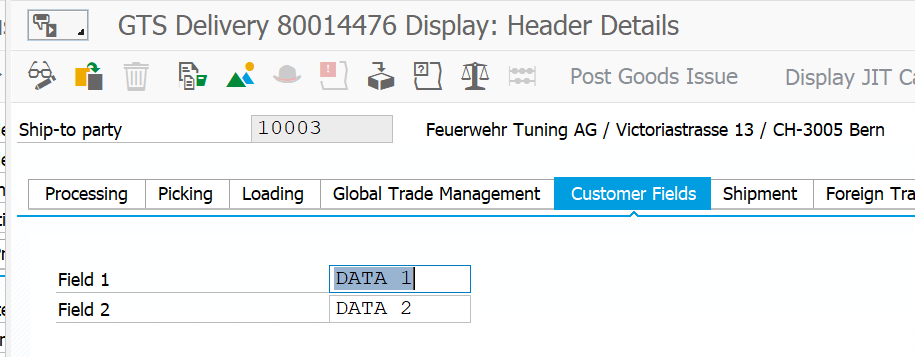 GTS Delivery 80014476 Display: Header Details
Post Goods Issue Display JIT Ca
Ship-to party 10003 Feuerwehr Tuning AG / Victoriastrasse 13 / CH-3005 Bern
Processing Picking Loading Global Trade Management Customer Fields Shipment Foreign Tra
Field 1 DATA 1
Field 2 DATA 2